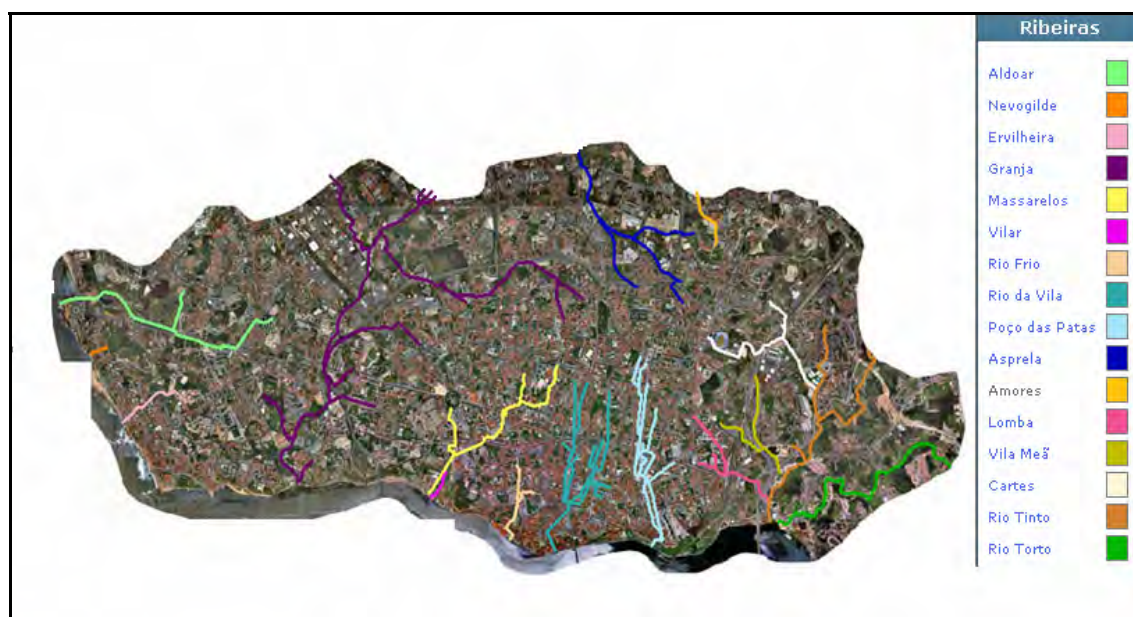 Ribeiras
Aldoar
Nevogilde
Ervilheira
Granja
Massarelos
Vilar
Rio Frio
Rio da Vila
Poço das Patas
Asprela
Amores
Lomba
Vila Meã
Cartes
Rio Tinto
Rio Torto